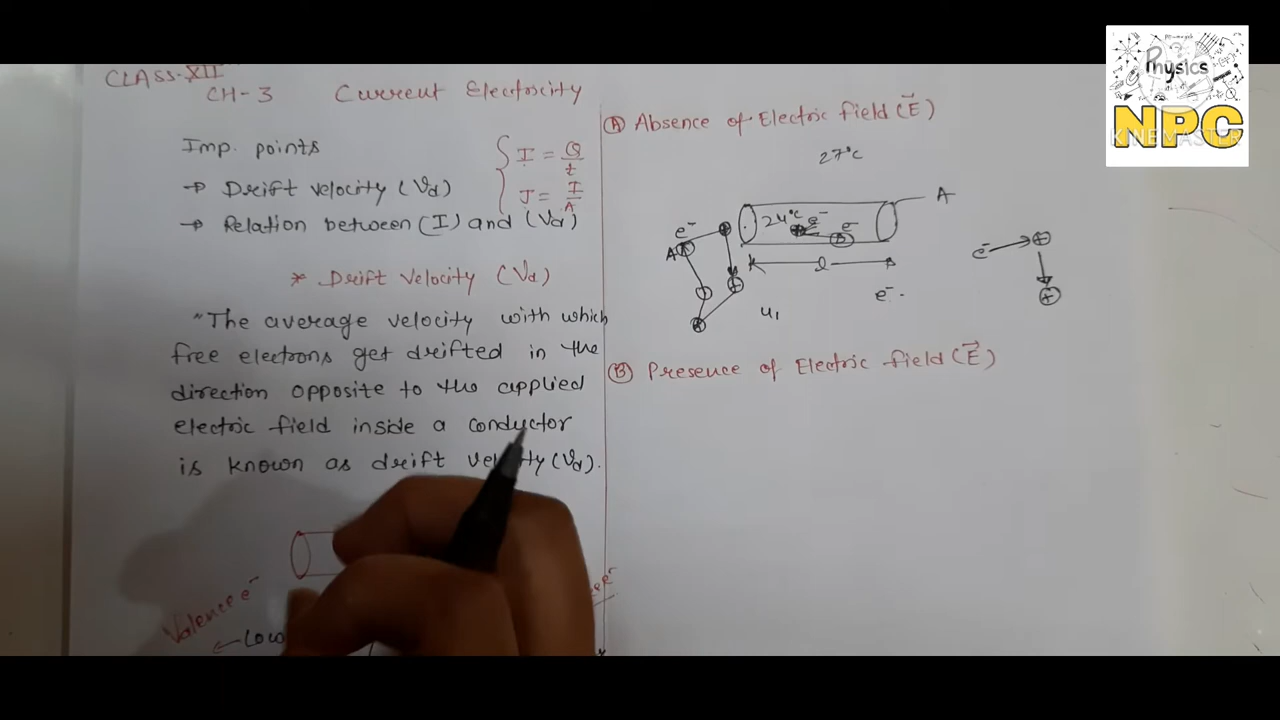 CLASS-XII
CH-3 Current Electricity
Imp. points
→ Drift velocity (Vd)
→ Relation between (I) and (Vd)
I = Q/t
J = I/A
* Drift Velocity (Vd)
"The average velocity with which
free electrons get drifted in the
direction opposite to the applied
electric field inside a conductor
is known as drift (Vd).
Valence e⁻
(A) Absence of Electric field (E⃗)
27°C
A
24°C e⁻ e⁻
e⁻
A
l
e⁻
u₁
e⁻
(B) Presence of Electric field (E⃗)
Physics
NPC
KINEMASTER